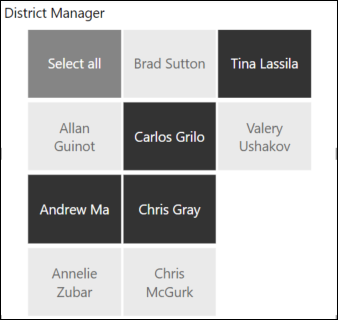 District Manager
Select all
Brad Sutton
Tina Lassila
Allan
Guinot
Carlos Grilo
Valery
Ushakov
Andrew Ma
Chris Gray
Annelie
Zubar
Chris
McGurk